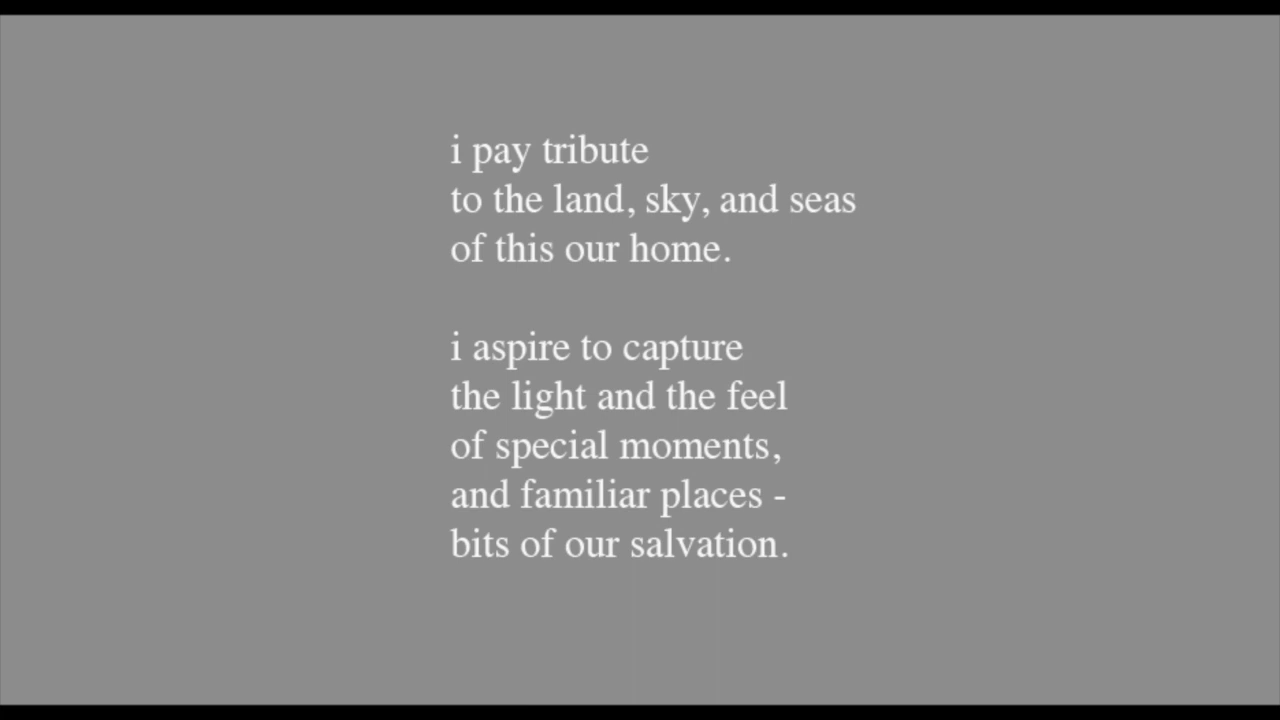 i pay tribute
to the land, sky, and seas
of this our home.
i aspire to capture
the light and the feel
of special moments,
and familiar places -
bits of our salvation.